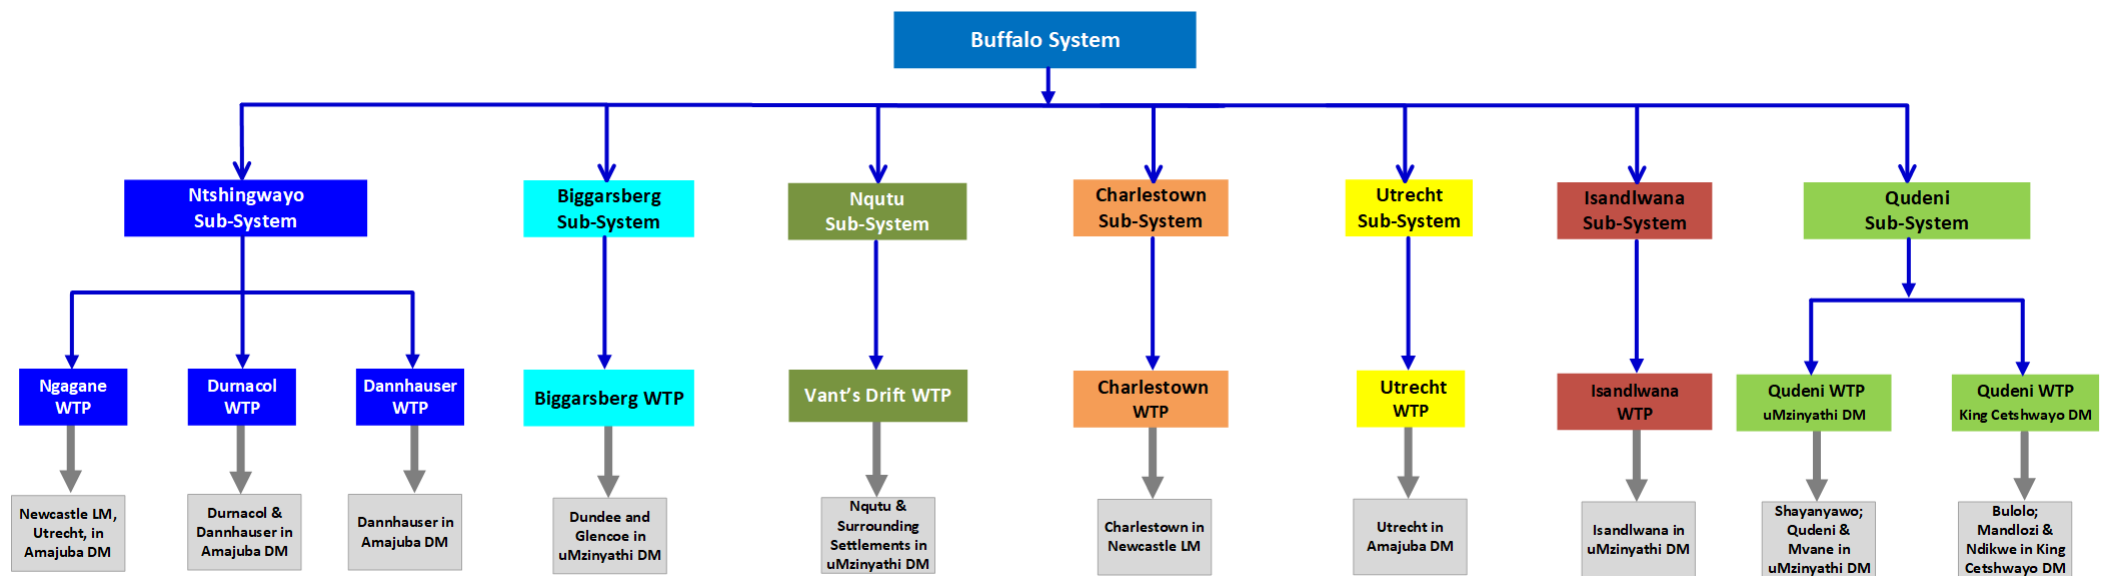 Buffalo System
Ntshingwayo
Sub-System
Biggarsberg
Sub-System
Nqutu
Sub-System
Charlestown
Sub-System
Utrecht
Sub-System
Isandlwana
Sub-System
Qudeni
Sub-System
Ngagane
WTP
Durnacol
WTP
Dannhauser
WTP
Biggarsberg WTP
Vant's Drift WTP
Charlestown
WTP
Utrecht
WTP
Isandlwana
WTP
Qudeni WTP
uMzinyathi DM
Qudeni WTP
King Cetshwayo DM
Newcastle LM,
Utrecht, in
Amajuba DM
Durnacol &
Dannhauser in
Amajuba DM
Dannhauser in
Amajuba DM
Dundee and
Glencoe in
uMzinyathi DM
Nqutu &
Surrounding
Settlements in
uMzinyathi DM
Charlestown in
Newcastle LM
Utrecht in
Amajuba DM
Isandlwana in
uMzinyathi DM
Shayanyawo;
Qudeni &
Mvane in
uMzinyathi DM
Bulolo;
Mandlozi &
Ndikwe in King
Cetshwayo DM